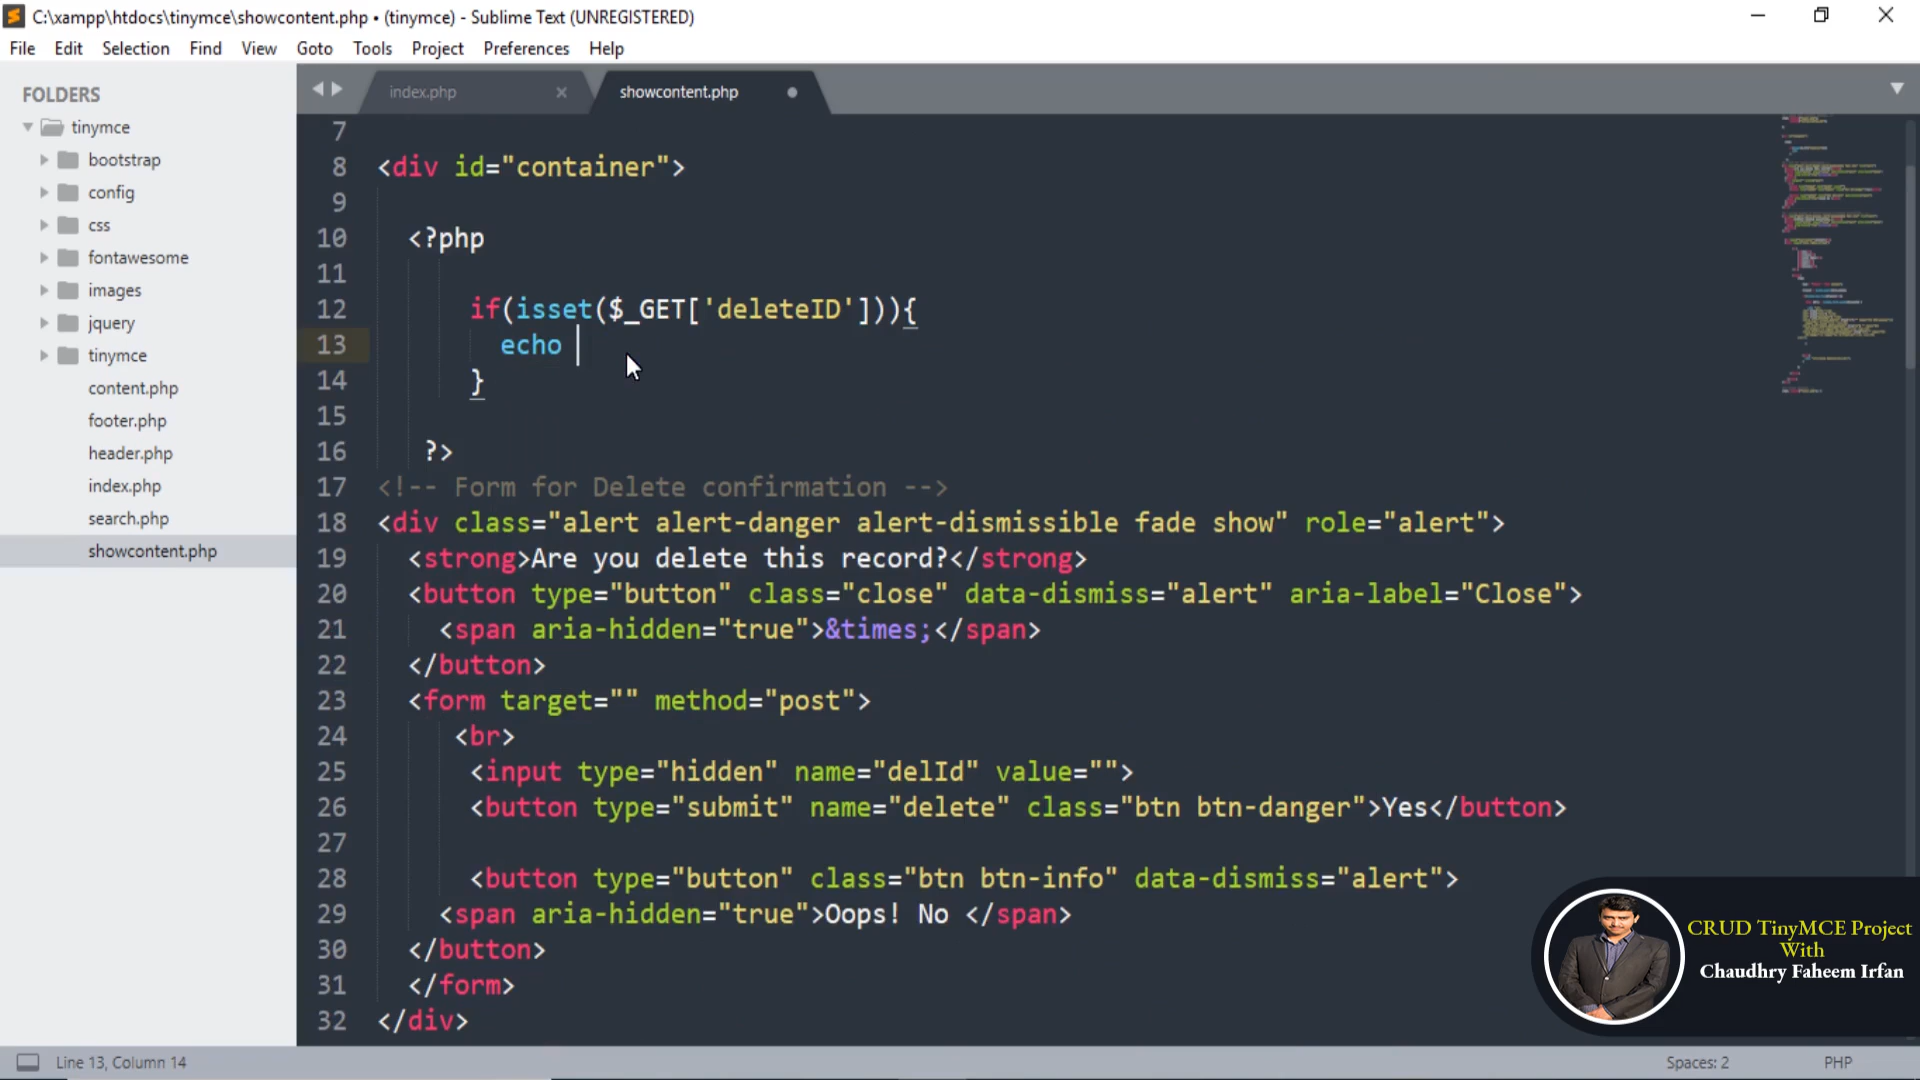 C:\xampp\htdocs\tinymce\showcontent.php • (tinymce) - Sublime Text (UNREGISTERED)
File Edit Selection Find View Goto Tools Project Preferences Help
FOLDERS
tinymce
bootstrap
config
css
fontawesome
images
jquery
tinymce
content.php
footer.php
header.php
index.php
search.php
showcontent.php
index.php showcontent.php
7
8 <div id="container">
9
10 <?php
11
12 if(isset($_GET['deleteID'])){
13 echo
14 }
15
16 ?>
17 <!-- Form for Delete confirmation -->
18 <div class="alert alert-danger alert-dismissible fade show" role="alert">
19 <strong>Are you delete this record?</strong>
20 <button type="button" class="close" data-dismiss="alert" aria-label="Close">
21 <span aria-hidden="true">&times;</span>
22 </button>
23 <form target="" method="post">
24 <br>
25 <input type="hidden" name="delId" value="">
26 <button type="submit" name="delete" class="btn btn-danger">Yes</button>
27
28 <button type="button" class="btn btn-info" data-dismiss="alert">
29 <span aria-hidden="true">Oops! No </span>
30 </button>
31 </form>
32 </div>
CRUD TinyMCE Project
With
Chaudhry Faheem Irfan
Line 13, Column 14
Spaces: 2
PHP